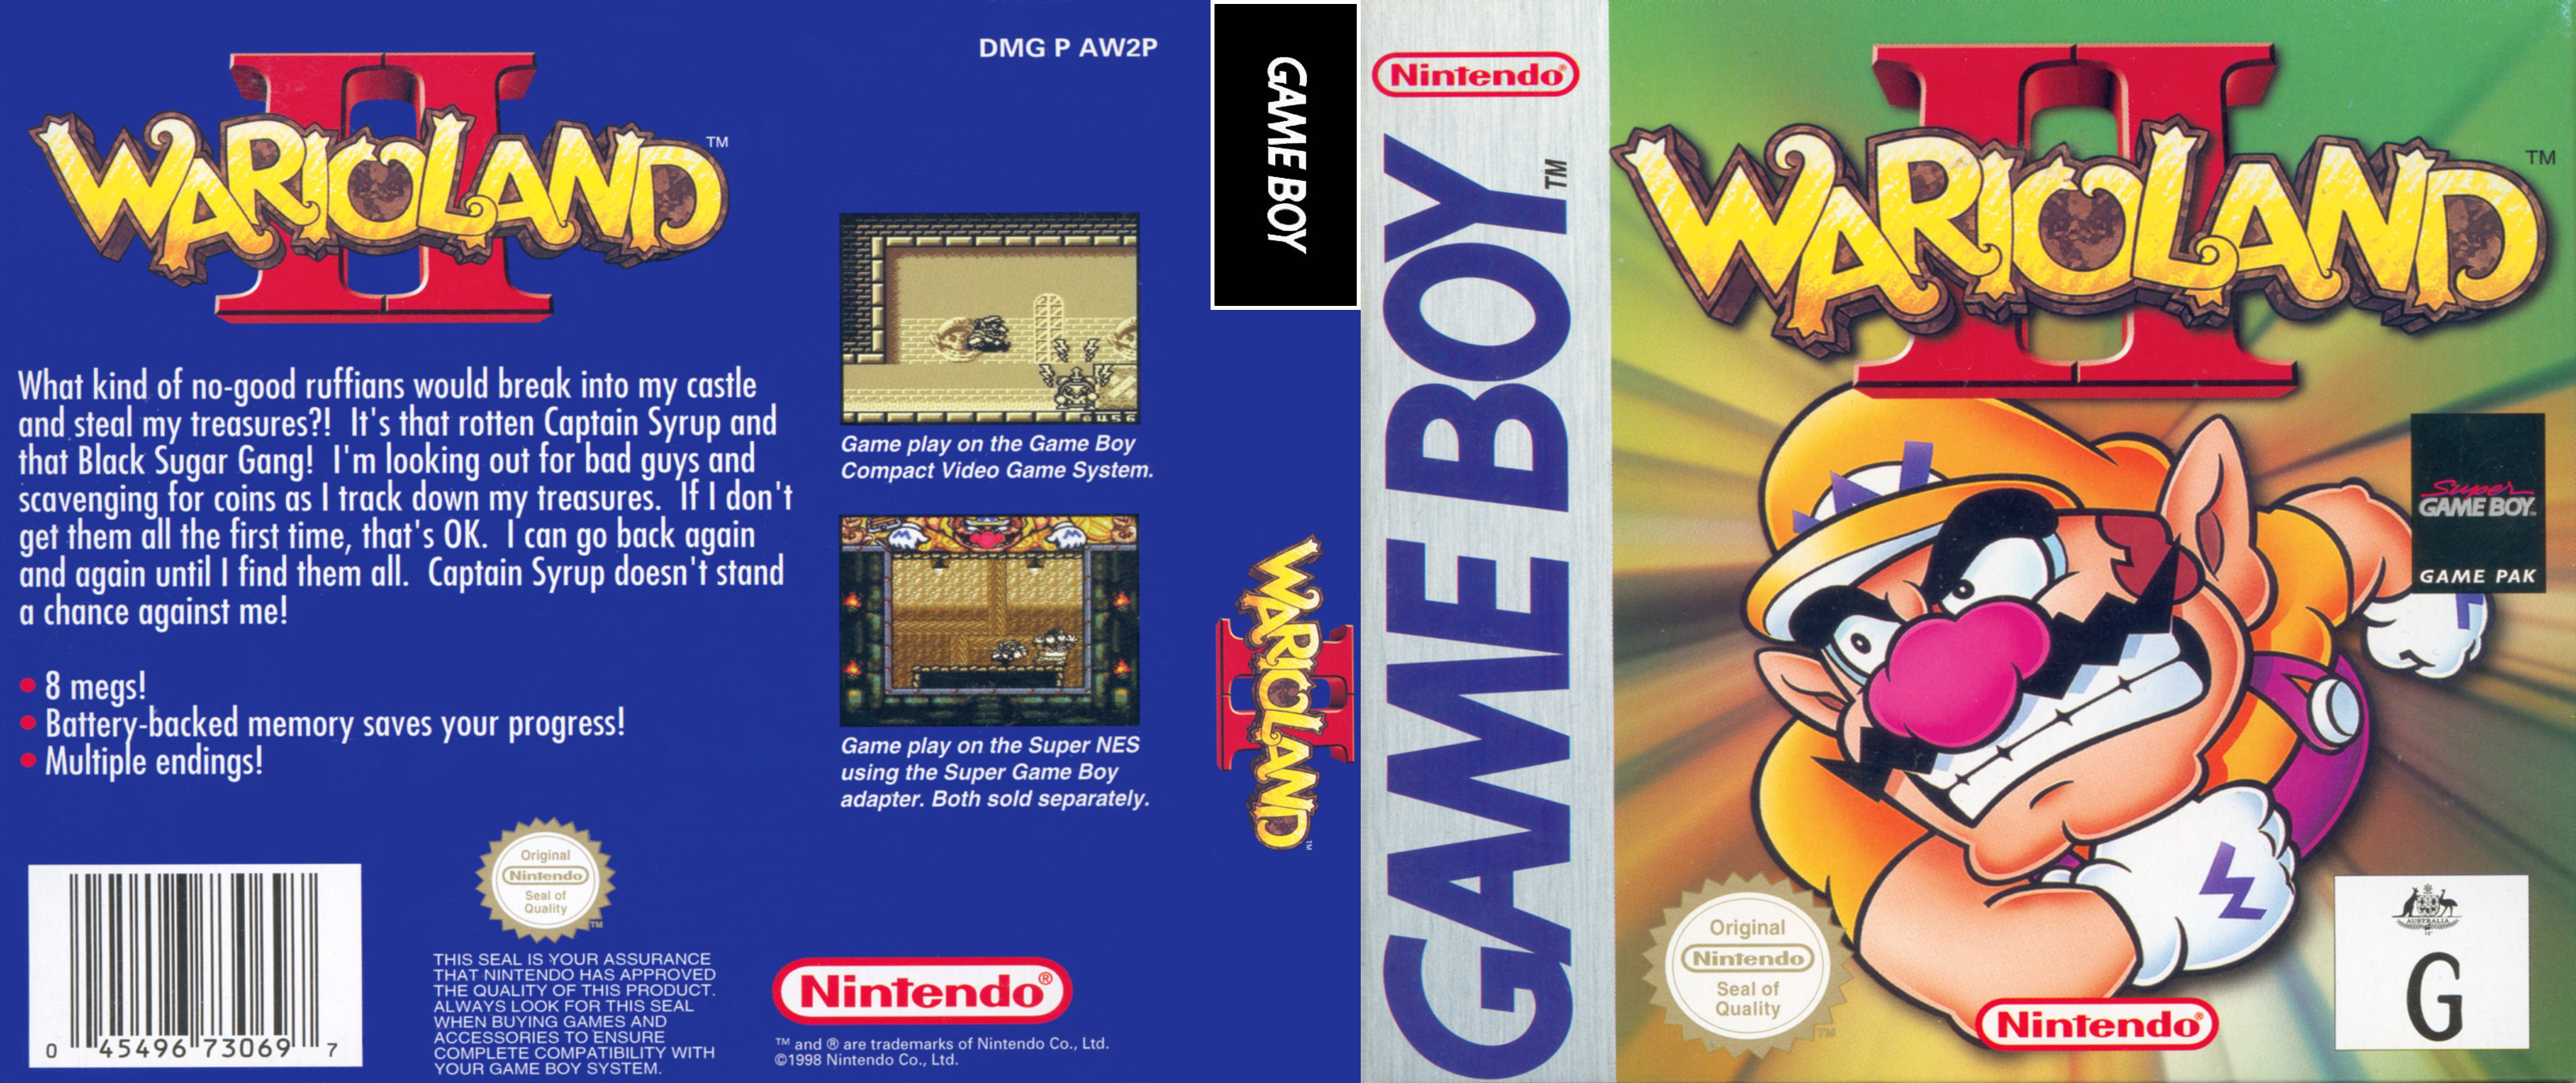 DMG P AW2P
II
WARIOLAND
TM
What kind of no-good ruffians would break into my castle
and steal my treasures?!  It's that rotten Captain Syrup and
that Black Sugar Gang!  I'm looking out for bad guys and
scavenging for coins as I track down my treasures.  If I don't
get them all the first time, that's OK.  I can go back again
and again until I find them all.  Captain Syrup doesn't stand
a chance against me!
• 8 megs!
• Battery-backed memory saves your progress!
• Multiple endings!
0456
Game play on the Game Boy
Compact Video Game System.
Game play on the Super NES
using the Super Game Boy
adapter. Both sold separately.
0 45496 73069 7
Original
Nintendo
Seal of
Quality
TM
THIS SEAL IS YOUR ASSURANCE
THAT NINTENDO HAS APPROVED
THE QUALITY OF THIS PRODUCT.
ALWAYS LOOK FOR THIS SEAL
WHEN BUYING GAMES AND
ACCESSORIES TO ENSURE
COMPLETE COMPATIBILITY WITH
YOUR GAME BOY SYSTEM.
Nintendo®
™ and ® are trademarks of Nintendo Co., Ltd.
©1998 Nintendo Co., Ltd.
GAME BOY
WARIOLAND
II
TM
Nintendo®
GAME BOY
TM
II
WARIOLAND
TM
Super
GAME BOY™
GAME PAK
W
Original
Nintendo
Seal of
Quality
TM
Nintendo®
AUSTRALIA
G